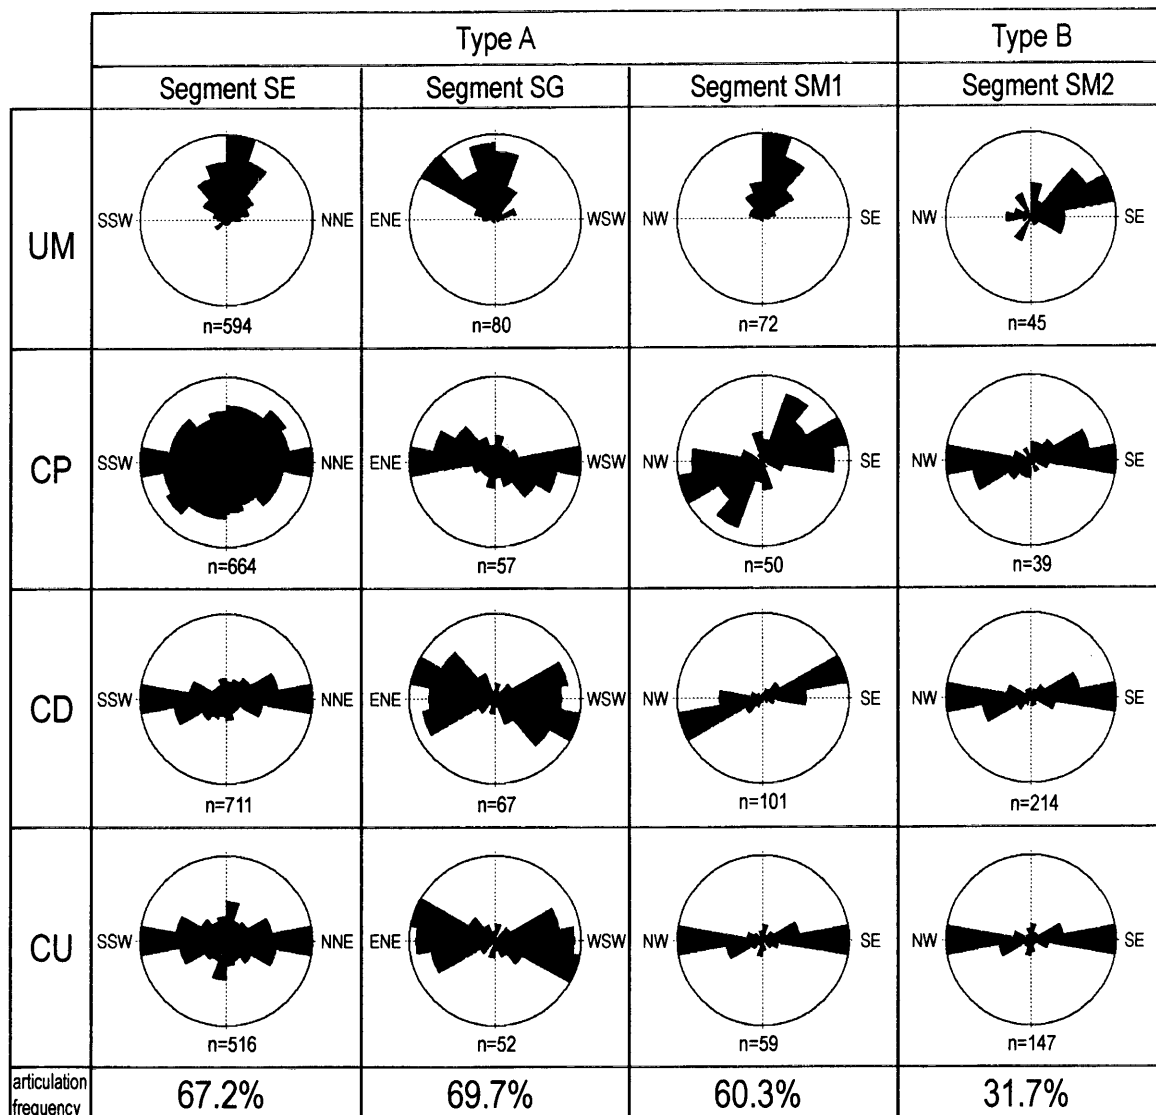 Type A Type B
Segment SE Segment SG Segment SM1 Segment SM2
UM SSW NNE ENE WSW NW SE NW SE
n=594 n=80 n=72 n=45
CP SSW NNE ENE WSW NW SE NW SE
n=664 n=57 n=50 n=39
CD SSW NNE ENE WSW NW SE NW SE
n=711 n=67 n=101 n=214
CU SSW NNE ENE WSW NW SE NW SE
n=516 n=52 n=59 n=147
articulation
frequency 67.2% 69.7% 60.3% 31.7%